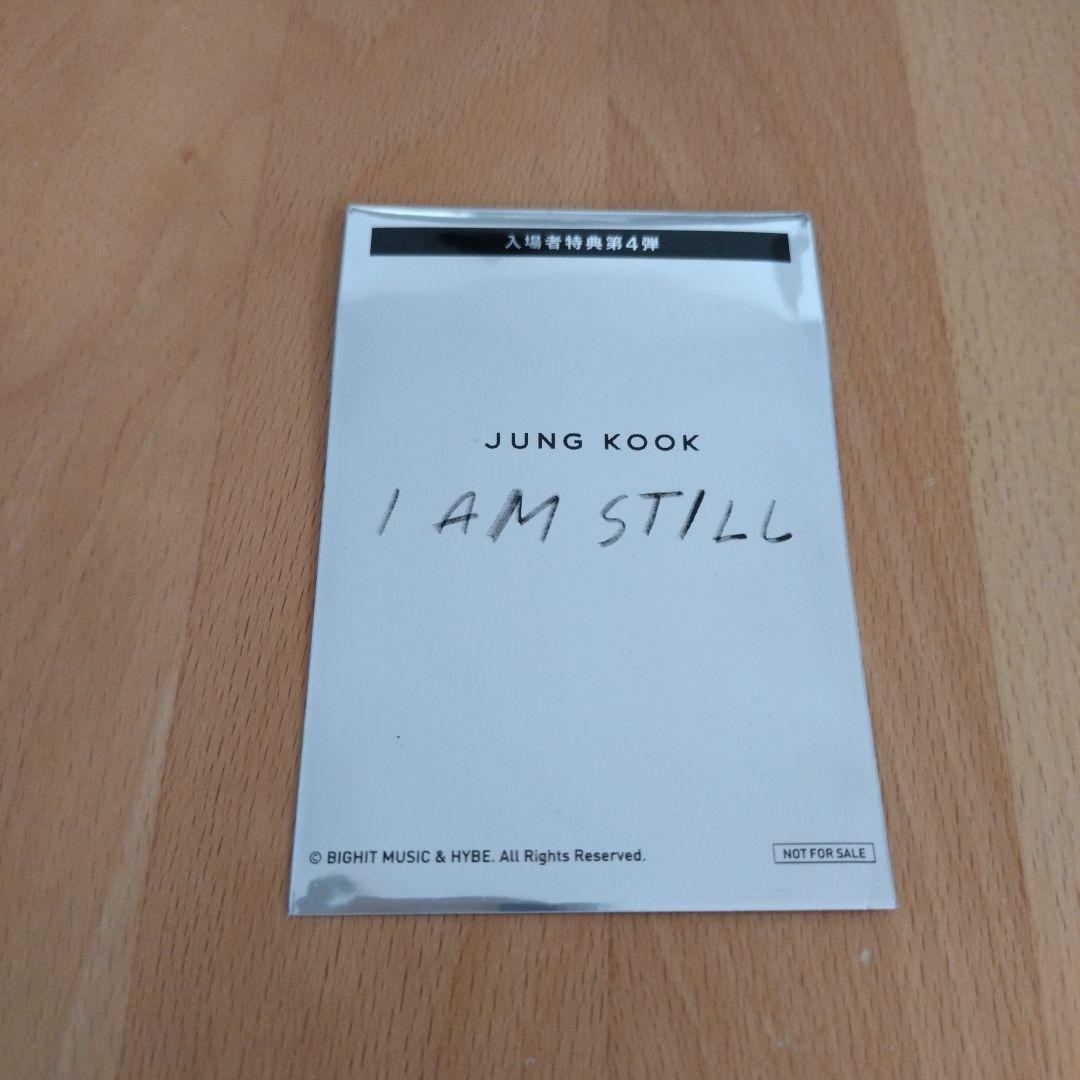 入場者特典第4弾
JUNG KOOK
I AM STILL
© BIGHIT MUSIC & HYBE. All Rights Reserved.
NOT FOR SALE